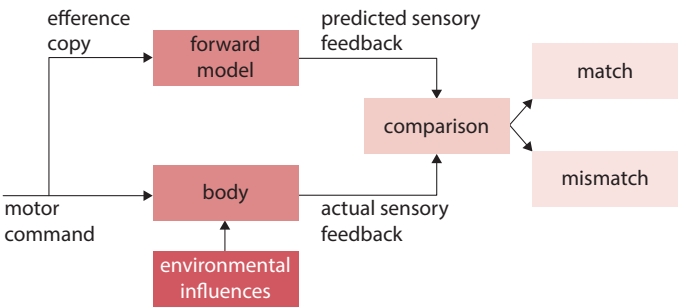 efference
copy
forward
model
predicted sensory
feedback
match
comparison
mismatch
motor
command
body
actual sensory
feedback
environmental
influences